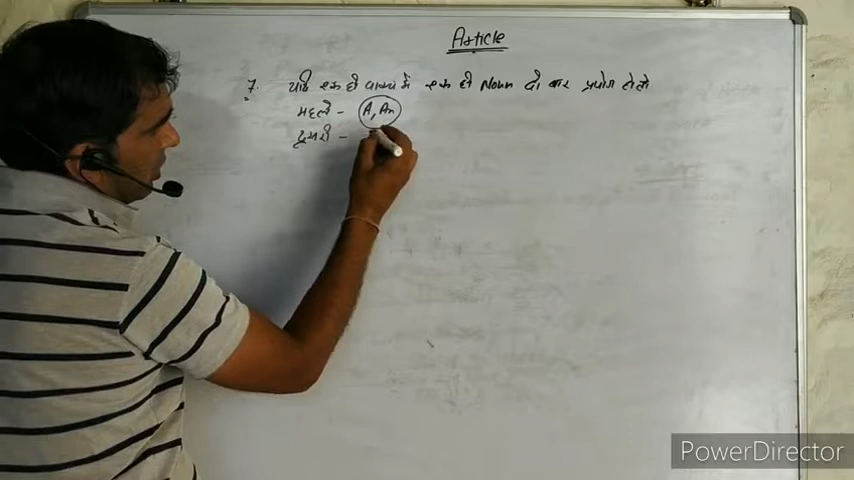 Article
7. यदि एक ही वाक्य में एक ही Noun दो बार प्रयोग हो तो
पहले - A, An
दूसरी -
PowerDirector